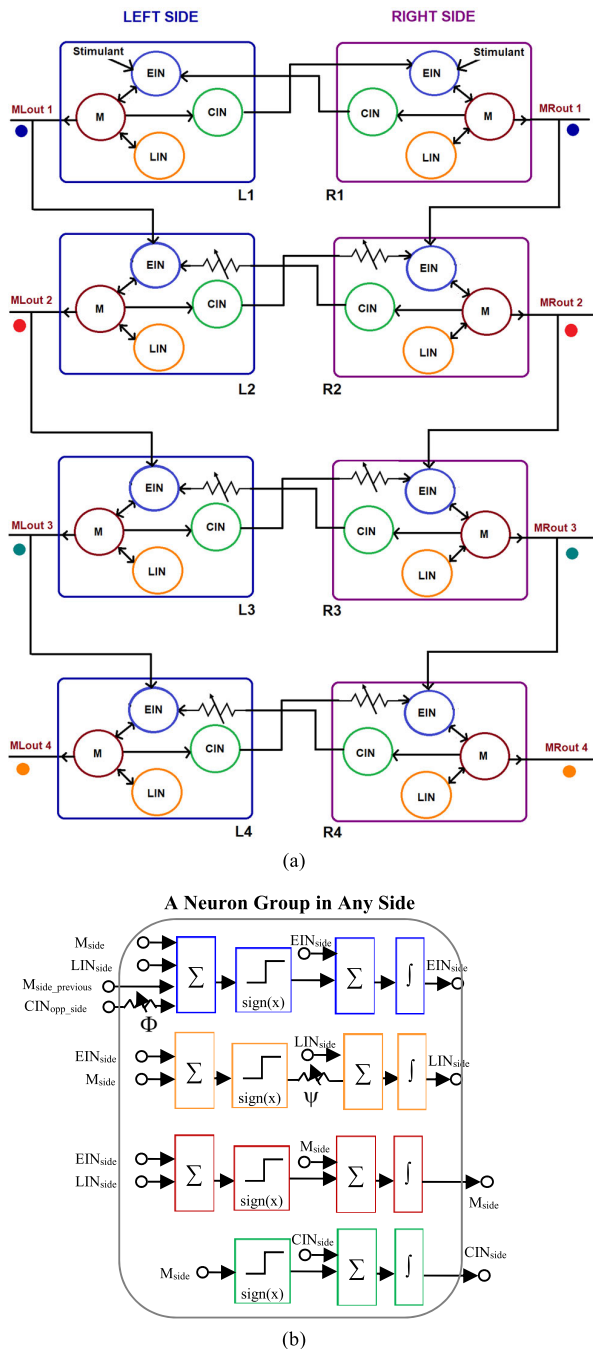 LEFT SIDE RIGHT SIDE
Stimulant Stimulant
EIN EIN
MLout 1 M CIN CIN M MRout 1
LIN LIN
L1 R1
EIN EIN
MLout 2 M CIN CIN M MRout 2
LIN LIN
L2 R2
EIN EIN
MLout 3 M CIN CIN M MRout 3
LIN LIN
L3 R3
EIN EIN
MLout 4 M CIN CIN M MRout 4
LIN LIN
L4 R4
(a)
A Neuron Group in Any Side
Mside
LINside
Mside_previous
CINopp_side
Φ
Σ
sign(x)
EINside
Σ
∫
EINside
EINside
Mside
Σ
sign(x)
LINside
ψ
Σ
∫
LINside
EINside
LINside
Σ
sign(x)
Mside
Σ
∫
Mside
Mside
sign(x)
CINside
Σ
∫
CINside
(b)